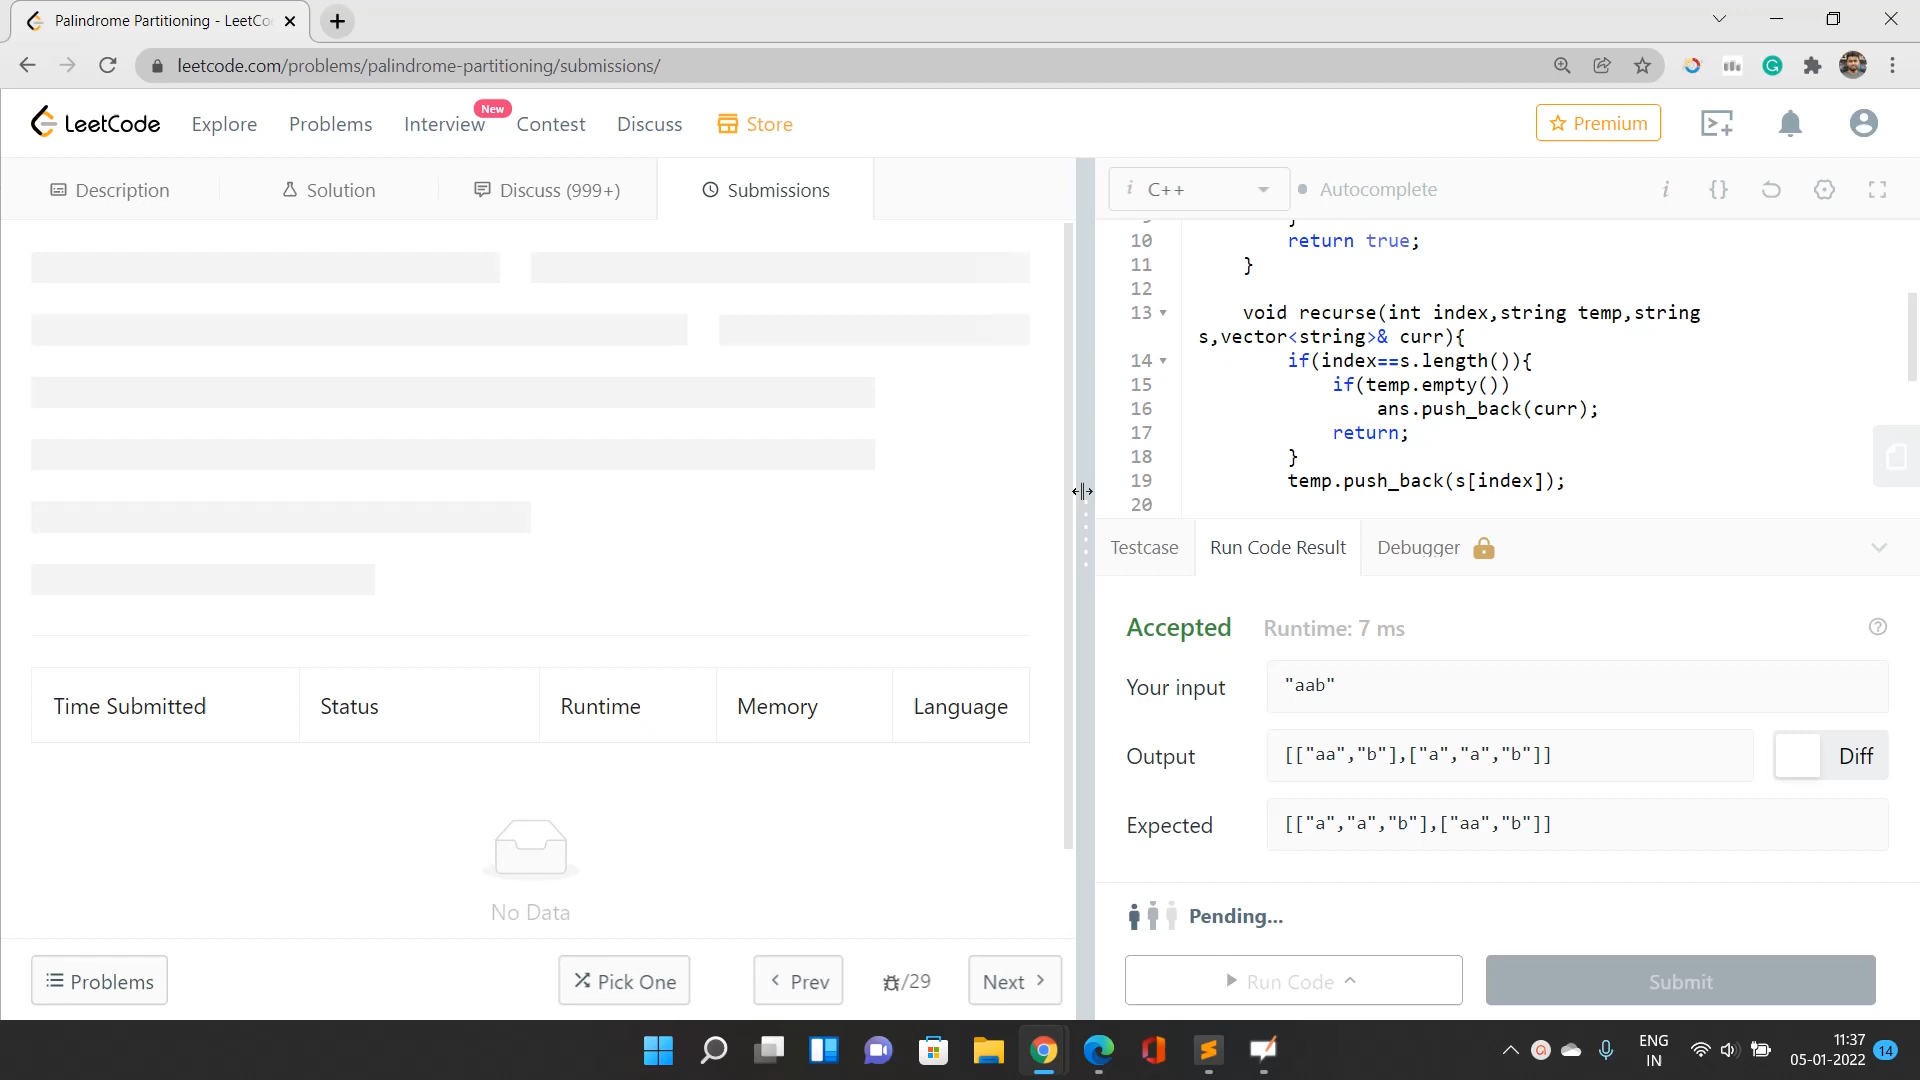 Palindrome Partitioning - LeetCo
leetcode.com/problems/palindrome-partitioning/submissions/
LeetCode
Explore
Problems
Interview
New
Contest
Discuss
Store
Premium
Description
Solution
Discuss (999+)
Submissions
i C++
Autocomplete
10 return true;
11 }
12
13 void recurse(int index,string temp,string
s,vector<string>& curr){
14 if(index==s.length()){
15 if(temp.empty())
16 ans.push_back(curr);
17 return;
18 }
19 temp.push_back(s[index]);
20
Testcase
Run Code Result
Debugger
Accepted
Runtime: 7 ms
Your input
"aab"
Output
[["aa","b"],["a","a","b"]]
Diff
Expected
[["a","a","b"],["aa","b"]]
Time Submitted
Status
Runtime
Memory
Language
No Data
Pending...
Problems
Pick One
Prev
/29
Next
Run Code
Submit
ENG
IN
11:37
05-01-2022
14